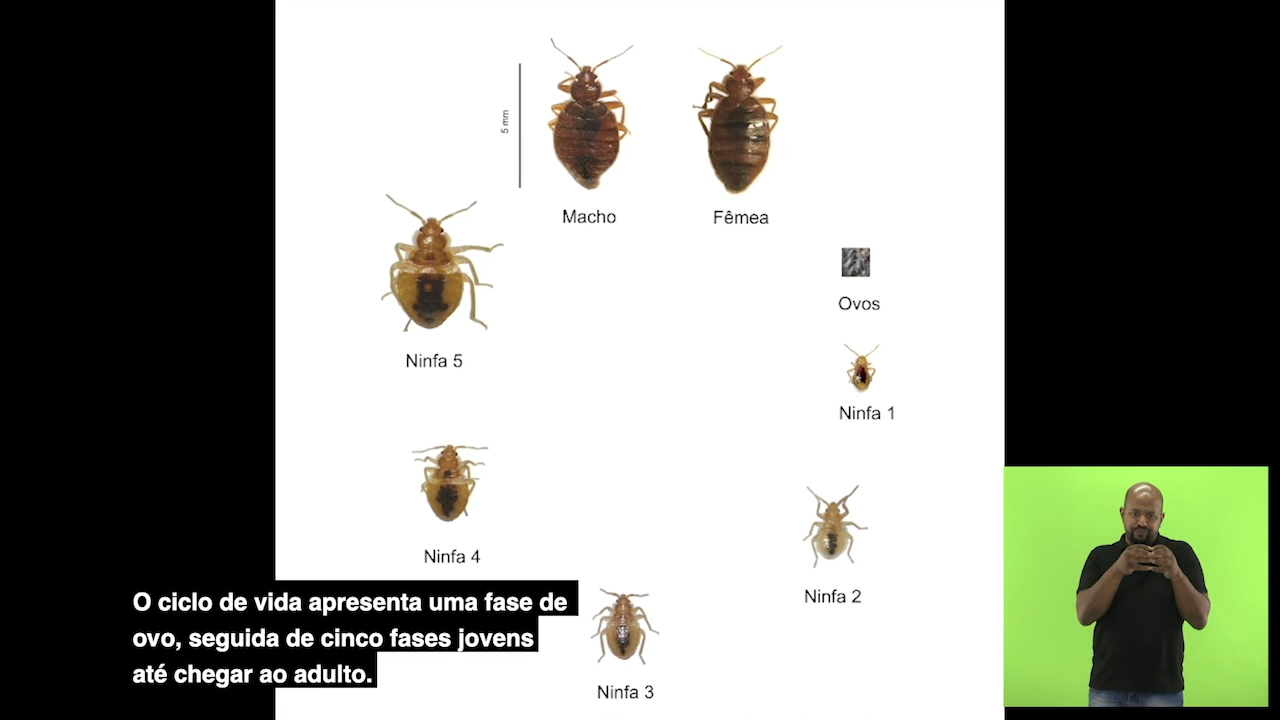 5 mm
Macho
Fêmea
Ovos
Ninfa 5
Ninfa 1
Ninfa 4
Ninfa 2
Ninfa 3
O ciclo de vida apresenta uma fase de
ovo, seguida de cinco fases jovens
até chegar ao adulto.